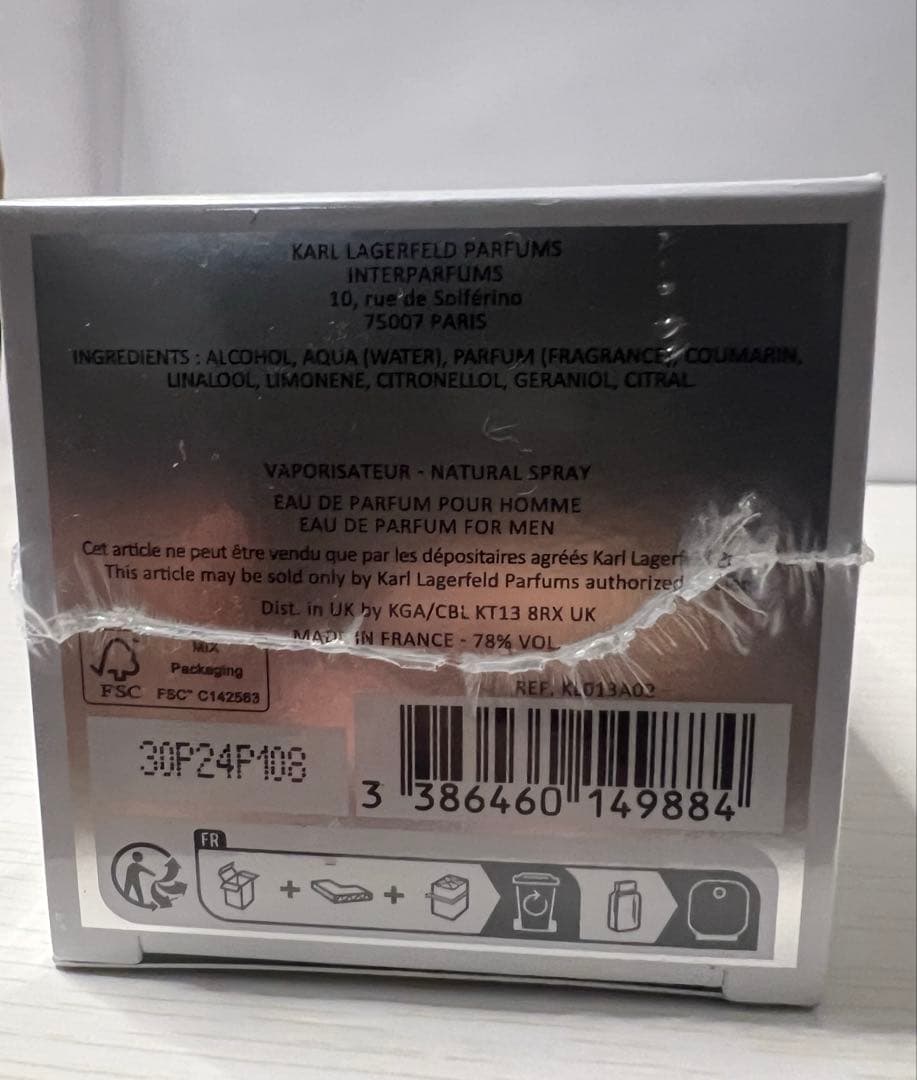 KARL LAGERFELD PARFUMS
INTERPARFUMS
10, rue de Solférino
75007 PARIS
INGREDIENTS : ALCOHOL, AQUA (WATER), PARFUM (FRAGRANCE), COUMARIN,
LINALOOL, LIMONENE, CITRONELLOL, GERANIOL, CITRAL
VAPORISATEUR - NATURAL SPRAY
EAU DE PARFUM POUR HOMME
EAU DE PARFUM FOR MEN
Cet article ne peut être vendu que par les dépositaires agréés Karl
This article may be sold only by Karl Lagerfeld Parfums authorized
Dist. in UK by KGA/CBL KT13 8RX UK
MADE IN FRANCE - 78% VOL
MIX
Packaging
FSC FSC™ C142563
REF. KL013A02
30P24P108
3 386460 149884
FR